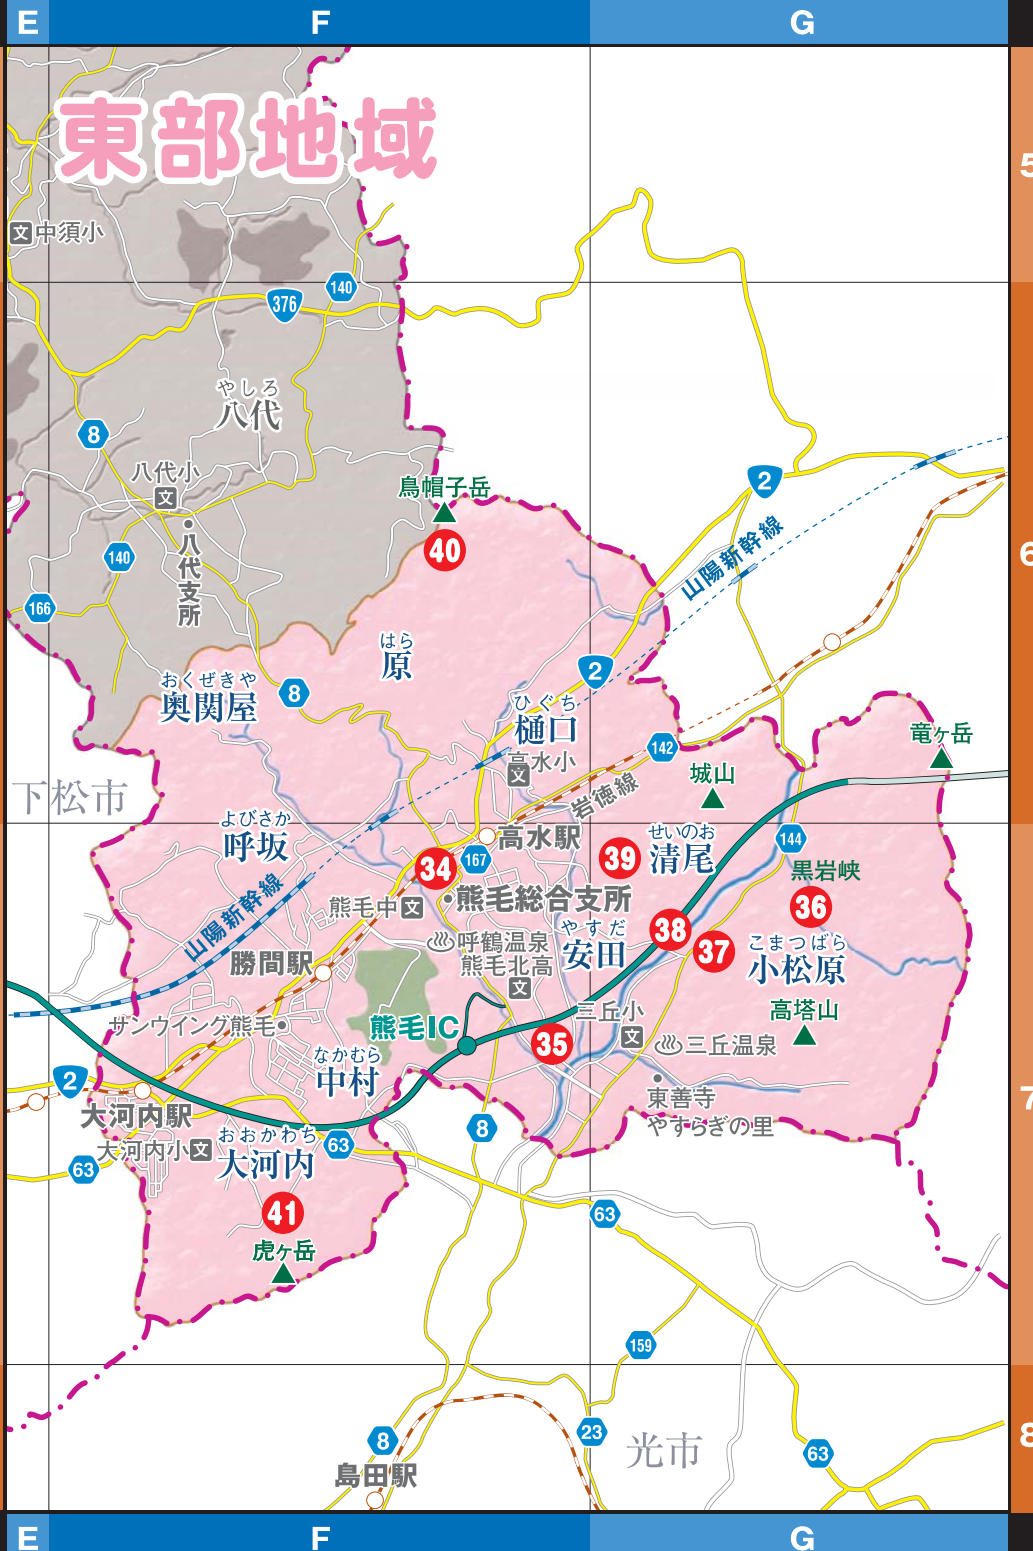 E
F
G
東部地域
5
文中須小
140
376
やしろ
八代
8
八代小
文
烏帽子岳
2
40
山陽新幹線
140
八代支所
6
166
はら
原
2
おくぜきや
奥関屋
8
ひぐち
樋口
142
竜ヶ岳
高水小
文
城山
岩徳線
下松市
よびさか
呼坂
高水駅
せいのお
清尾
39
144
34
167
黒岩峡
熊毛総合支所
36
熊毛中文
山陽新幹線
やすだ
安田
38
37
呼鶴温泉
こまつばら
小松原
勝間駅
熊毛北高
文
高塔山
三丘小
文
サンウイング熊毛
熊毛IC
35
三丘温泉
なかむら
中村
2
7
東善寺
やすらぎの里
大河内駅
8
おおかわち
大河内
63
大河内小文
63
41
63
虎ヶ岳
159
8
23
光市
8
63
島田駅
E
F
G